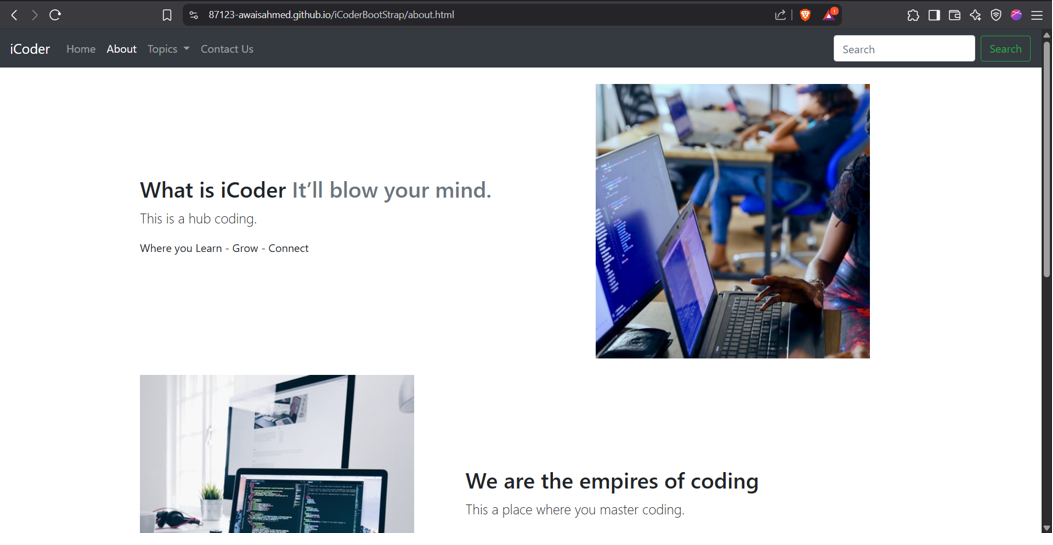 87123-awaisahmed.github.io/iCoderBootStrap/about.html
1
iCoder Home About Topics Contact Us Search Search
What is iCoder It’ll blow your mind.
This is a hub coding.
Where you Learn - Grow - Connect
We are the empires of coding
This a place where you master coding.